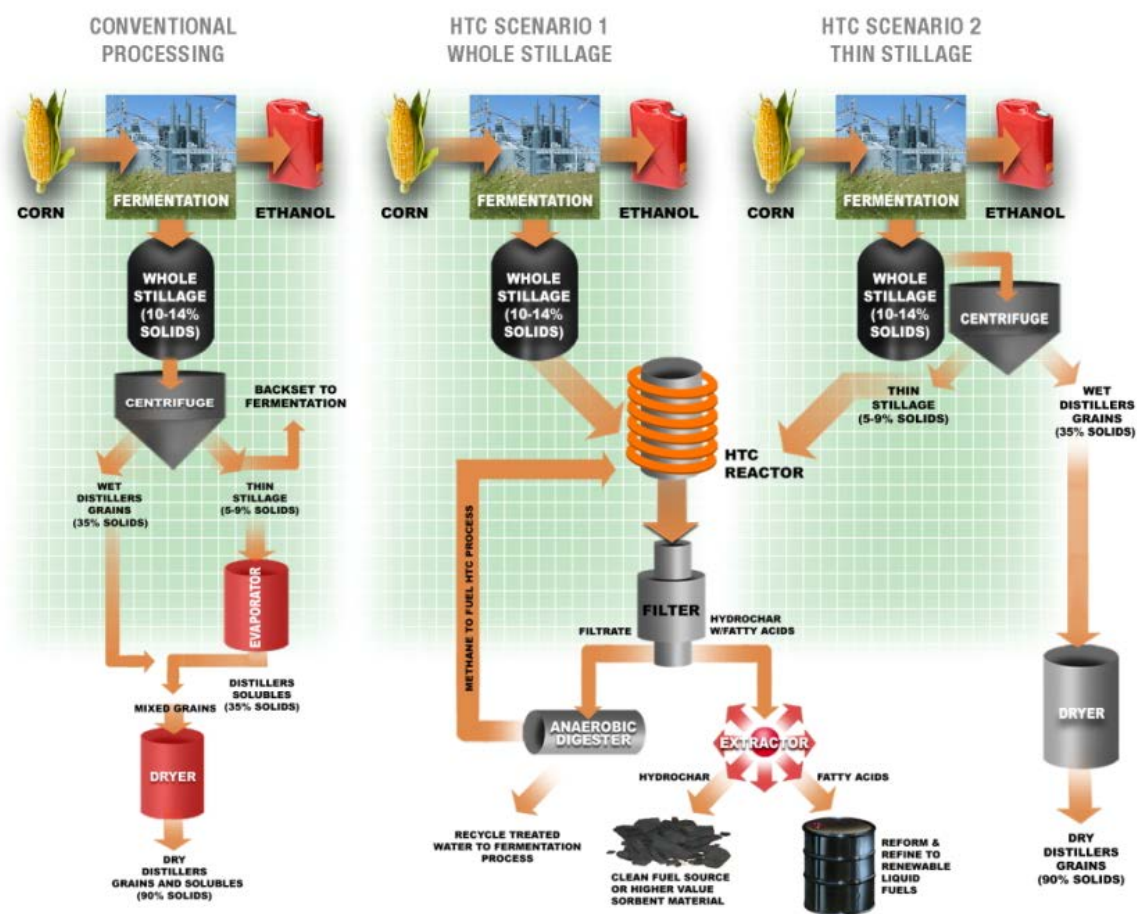 CONVENTIONAL
PROCESSING
HTC SCENARIO 1
WHOLE STILLAGE
HTC SCENARIO 2
THIN STILLAGE
CORN
FERMENTATION
ETHANOL
CORN
FERMENTATION
ETHANOL
CORN
FERMENTATION
ETHANOL
WHOLE
STILLAGE
(10-14%
SOLIDS)
WHOLE
STILLAGE
(10-14%
SOLIDS)
WHOLE
STILLAGE
(10-14%
SOLIDS)
CENTRIFUGE
CENTRIFUGE
BACKSET TO
FERMENTATION
THIN
STILLAGE
(5-9% SOLIDS)
WET
DISTILLERS
GRAINS
(35% SOLIDS)
HTC
REACTOR
WET
DISTILLERS
GRAINS
(35% SOLIDS)
THIN
STILLAGE
(5-9% SOLIDS)
METHANE TO FUEL HTC PROCESS
EVAPORATOR
FILTER
FILTRATE
HYDROCHAR
W/FATTY ACIDS
DISTILLERS
SOLUBLES
(35% SOLIDS)
MIXED GRAINS
DRYER
ANAEROBIC
DIGESTER
EXTRACTOR
DRYER
HYDROCHAR
FATTY ACIDS
RECYCLE TREATED
WATER TO FERMENTATION
PROCESS
REFORM &
REFINE TO
RENEWABLE
LIQUID
FUELS
DRY
DISTILLERS
GRAINS
(90% SOLIDS)
DRY
DISTILLERS
GRAINS AND SOLUBLES
(90% SOLIDS)
CLEAN FUEL SOURCE
OR HIGHER VALUE
SORBENT MATERIAL